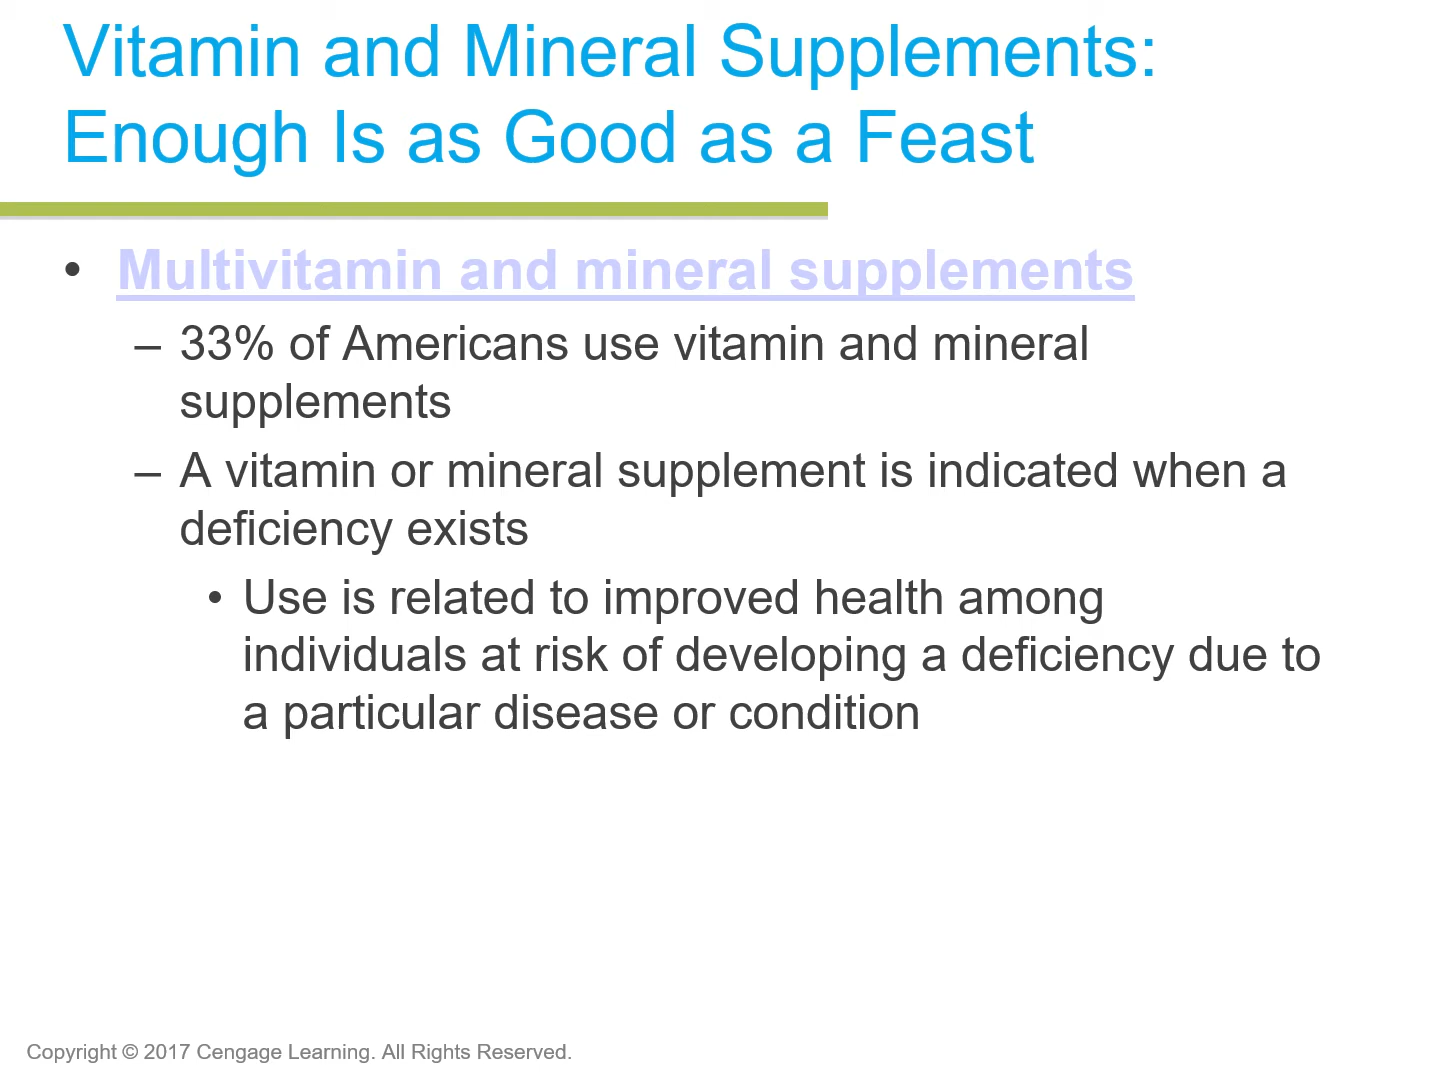 Vitamin and Mineral Supplements:
Enough Is as Good as a Feast
• Multivitamin and mineral supplements
– 33% of Americans use vitamin and mineral
supplements
– A vitamin or mineral supplement is indicated when a
deficiency exists
• Use is related to improved health among
individuals at risk of developing a deficiency due to
a particular disease or condition
Copyright © 2017 Cengage Learning. All Rights Reserved.